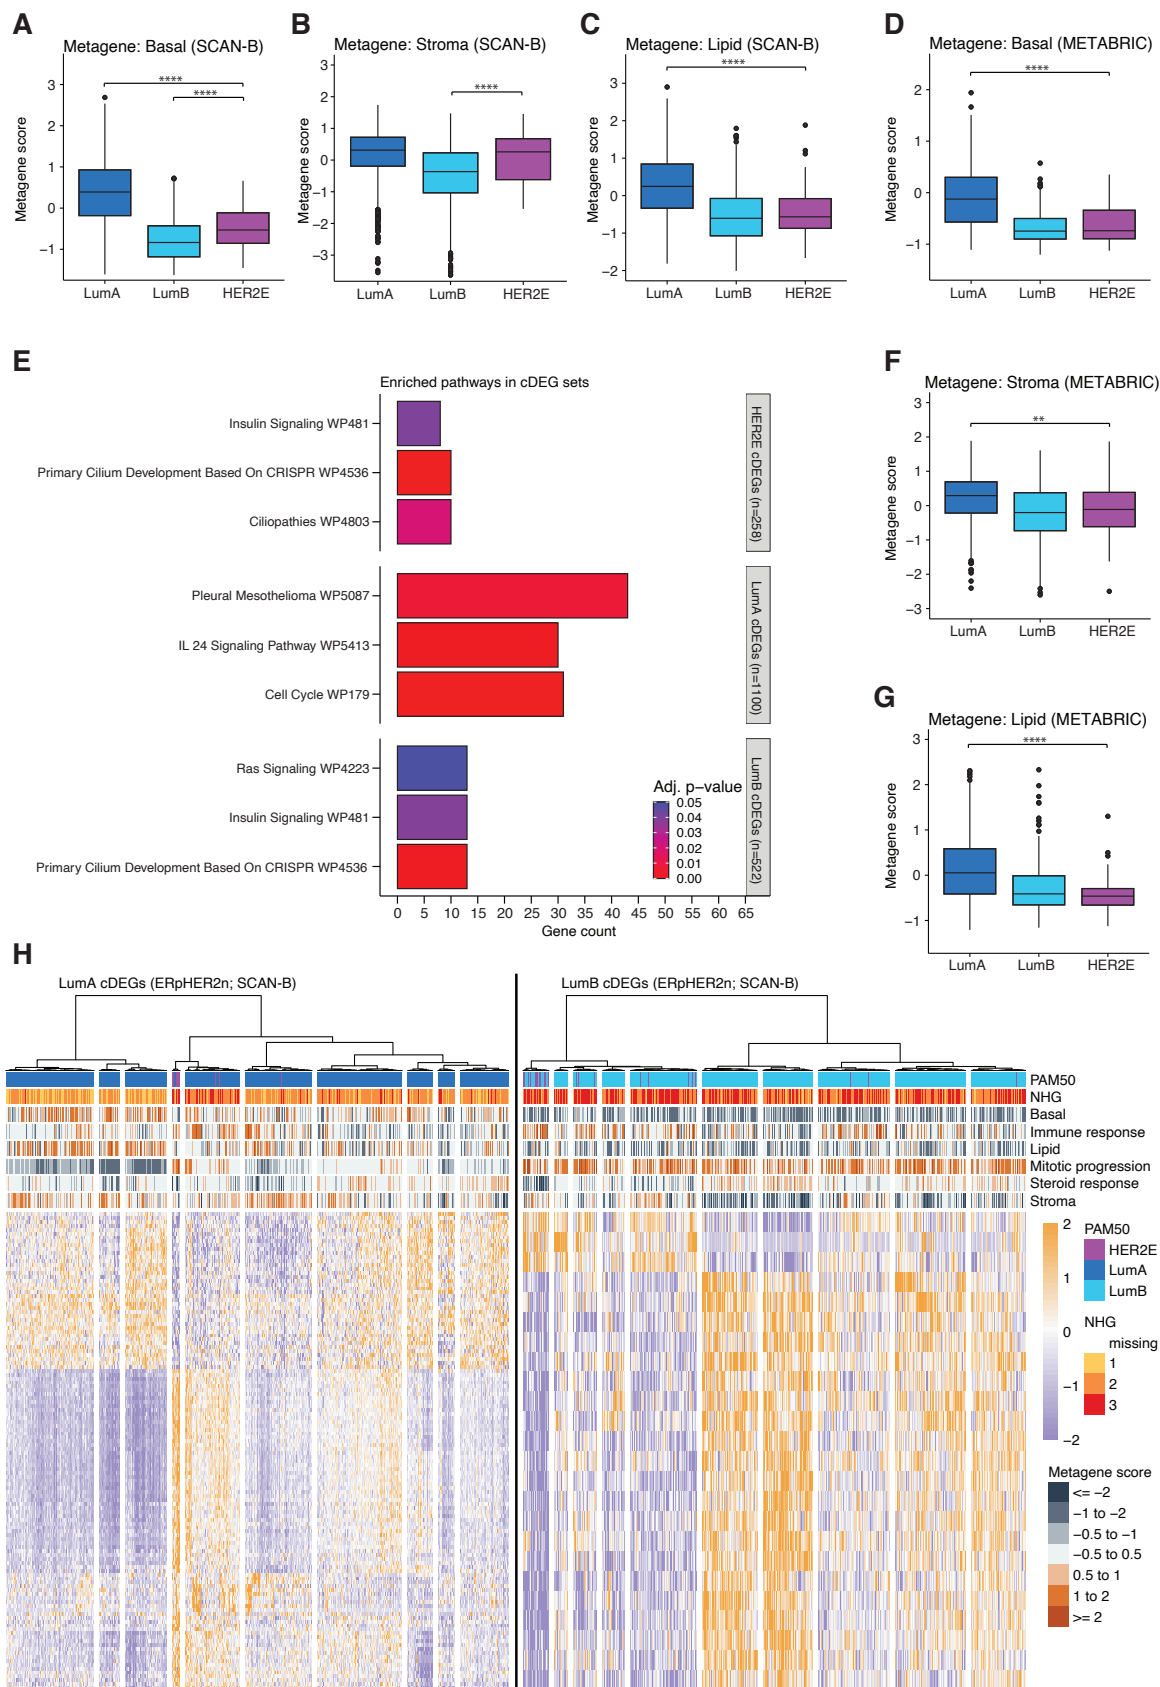 A
Metagene: Basal (SCAN-B)
Metagene score
3
2
1
0
−1
****
****
LumA
LumB
HER2E
B
Metagene: Stroma (SCAN-B)
Metagene score
3
2
1
0
−1
−2
−3
****
LumA
LumB
HER2E
C
Metagene: Lipid (SCAN-B)
Metagene score
3
2
1
0
−1
−2
****
LumA
LumB
HER2E
D
Metagene: Basal (METABRIC)
Metagene score
2
1
0
−1
****
LumA
LumB
HER2E
E
Enriched pathways in cDEG sets
Insulin Signaling WP481
Primary Cilium Development Based On CRISPR WP4536
Ciliopathies WP4803
HER2E cDEGs (n=258)
Pleural Mesothelioma WP5087
IL 24 Signaling Pathway WP5413
Cell Cycle WP179
LumA cDEGs (n=1100)
Ras Signaling WP4223
Insulin Signaling WP481
Primary Cilium Development Based On CRISPR WP4536
LumB cDEGs (n=522)
Adj. p−value
0.05
0.04
0.03
0.02
0.01
0.00
0 5 10 15 20 25 30 35 40 45 50 55 60 65
Gene count
F
Metagene: Stroma (METABRIC)
Metagene score
3
2
1
0
−1
−2
−3
**
LumA
LumB
HER2E
G
Metagene: Lipid (METABRIC)
Metagene score
3
2
1
0
−1
****
LumA
LumB
HER2E
H
LumA cDEGs (ERpHER2n; SCAN-B)
LumB cDEGs (ERpHER2n; SCAN-B)
PAM50
NHG
Basal
Immune response
Lipid
Mitotic progression
Steroid response
Stroma
2
1
0
−1
−2
PAM50
HER2E
LumA
LumB
NHG
missing
1
2
3
Metagene score
<= −2
−1 to −2
−0.5 to −1
−0.5 to 0.5
0.5 to 1
1 to 2
>= 2